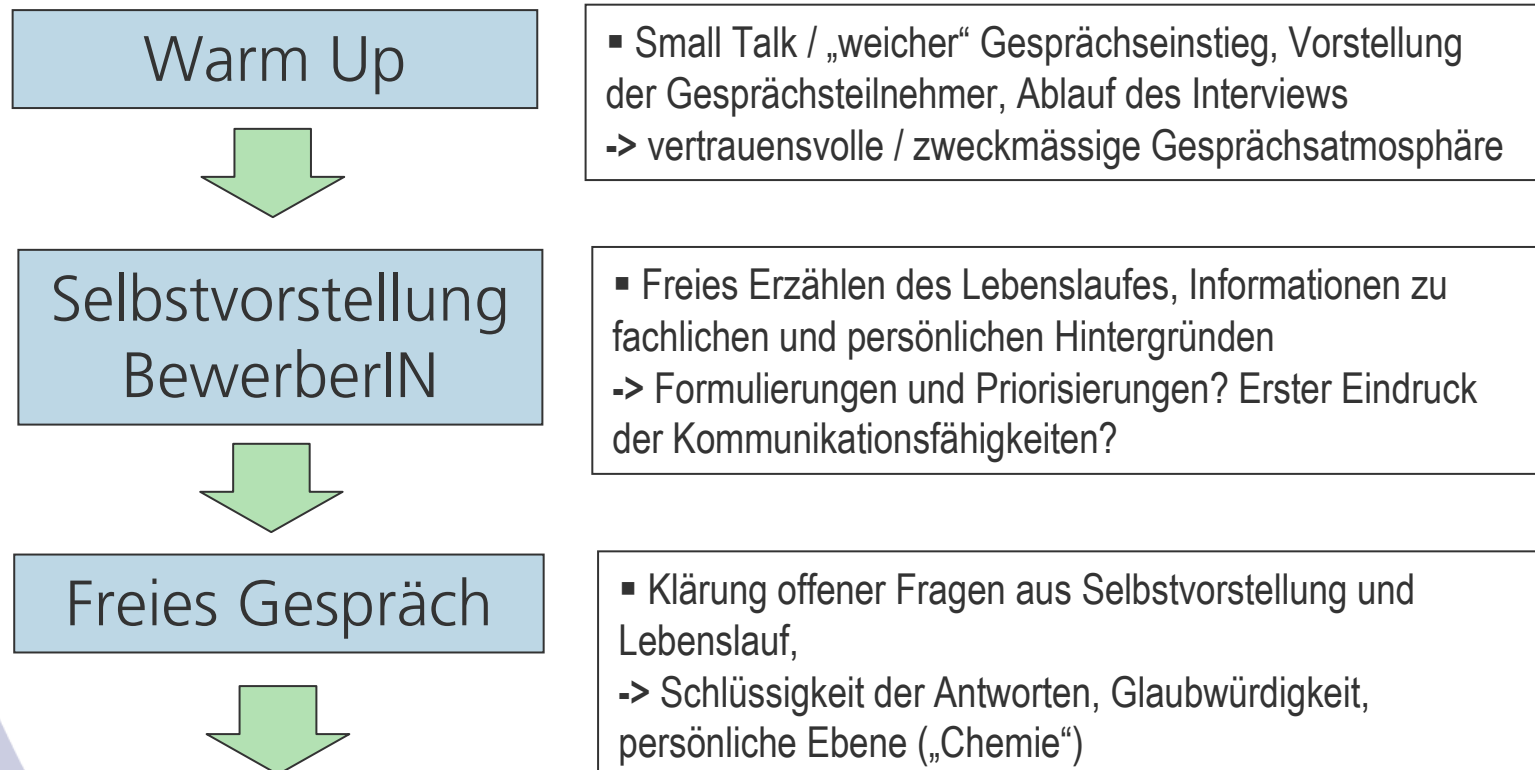 Warm Up
▪ Small Talk / „weicher“ Gesprächseinstieg, Vorstellung
der Gesprächsteilnehmer, Ablauf des Interviews
-> vertrauensvolle / zweckmässige Gesprächsatmosphäre
Selbstvorstellung
BewerberIN
▪ Freies Erzählen des Lebenslaufes, Informationen zu
fachlichen und persönlichen Hintergründen
-> Formulierungen und Priorisierungen? Erster Eindruck
der Kommunikationsfähigkeiten?
Freies Gespräch
▪ Klärung offener Fragen aus Selbstvorstellung und
Lebenslauf,
-> Schlüssigkeit der Antworten, Glaubwürdigkeit,
persönliche Ebene („Chemie“)